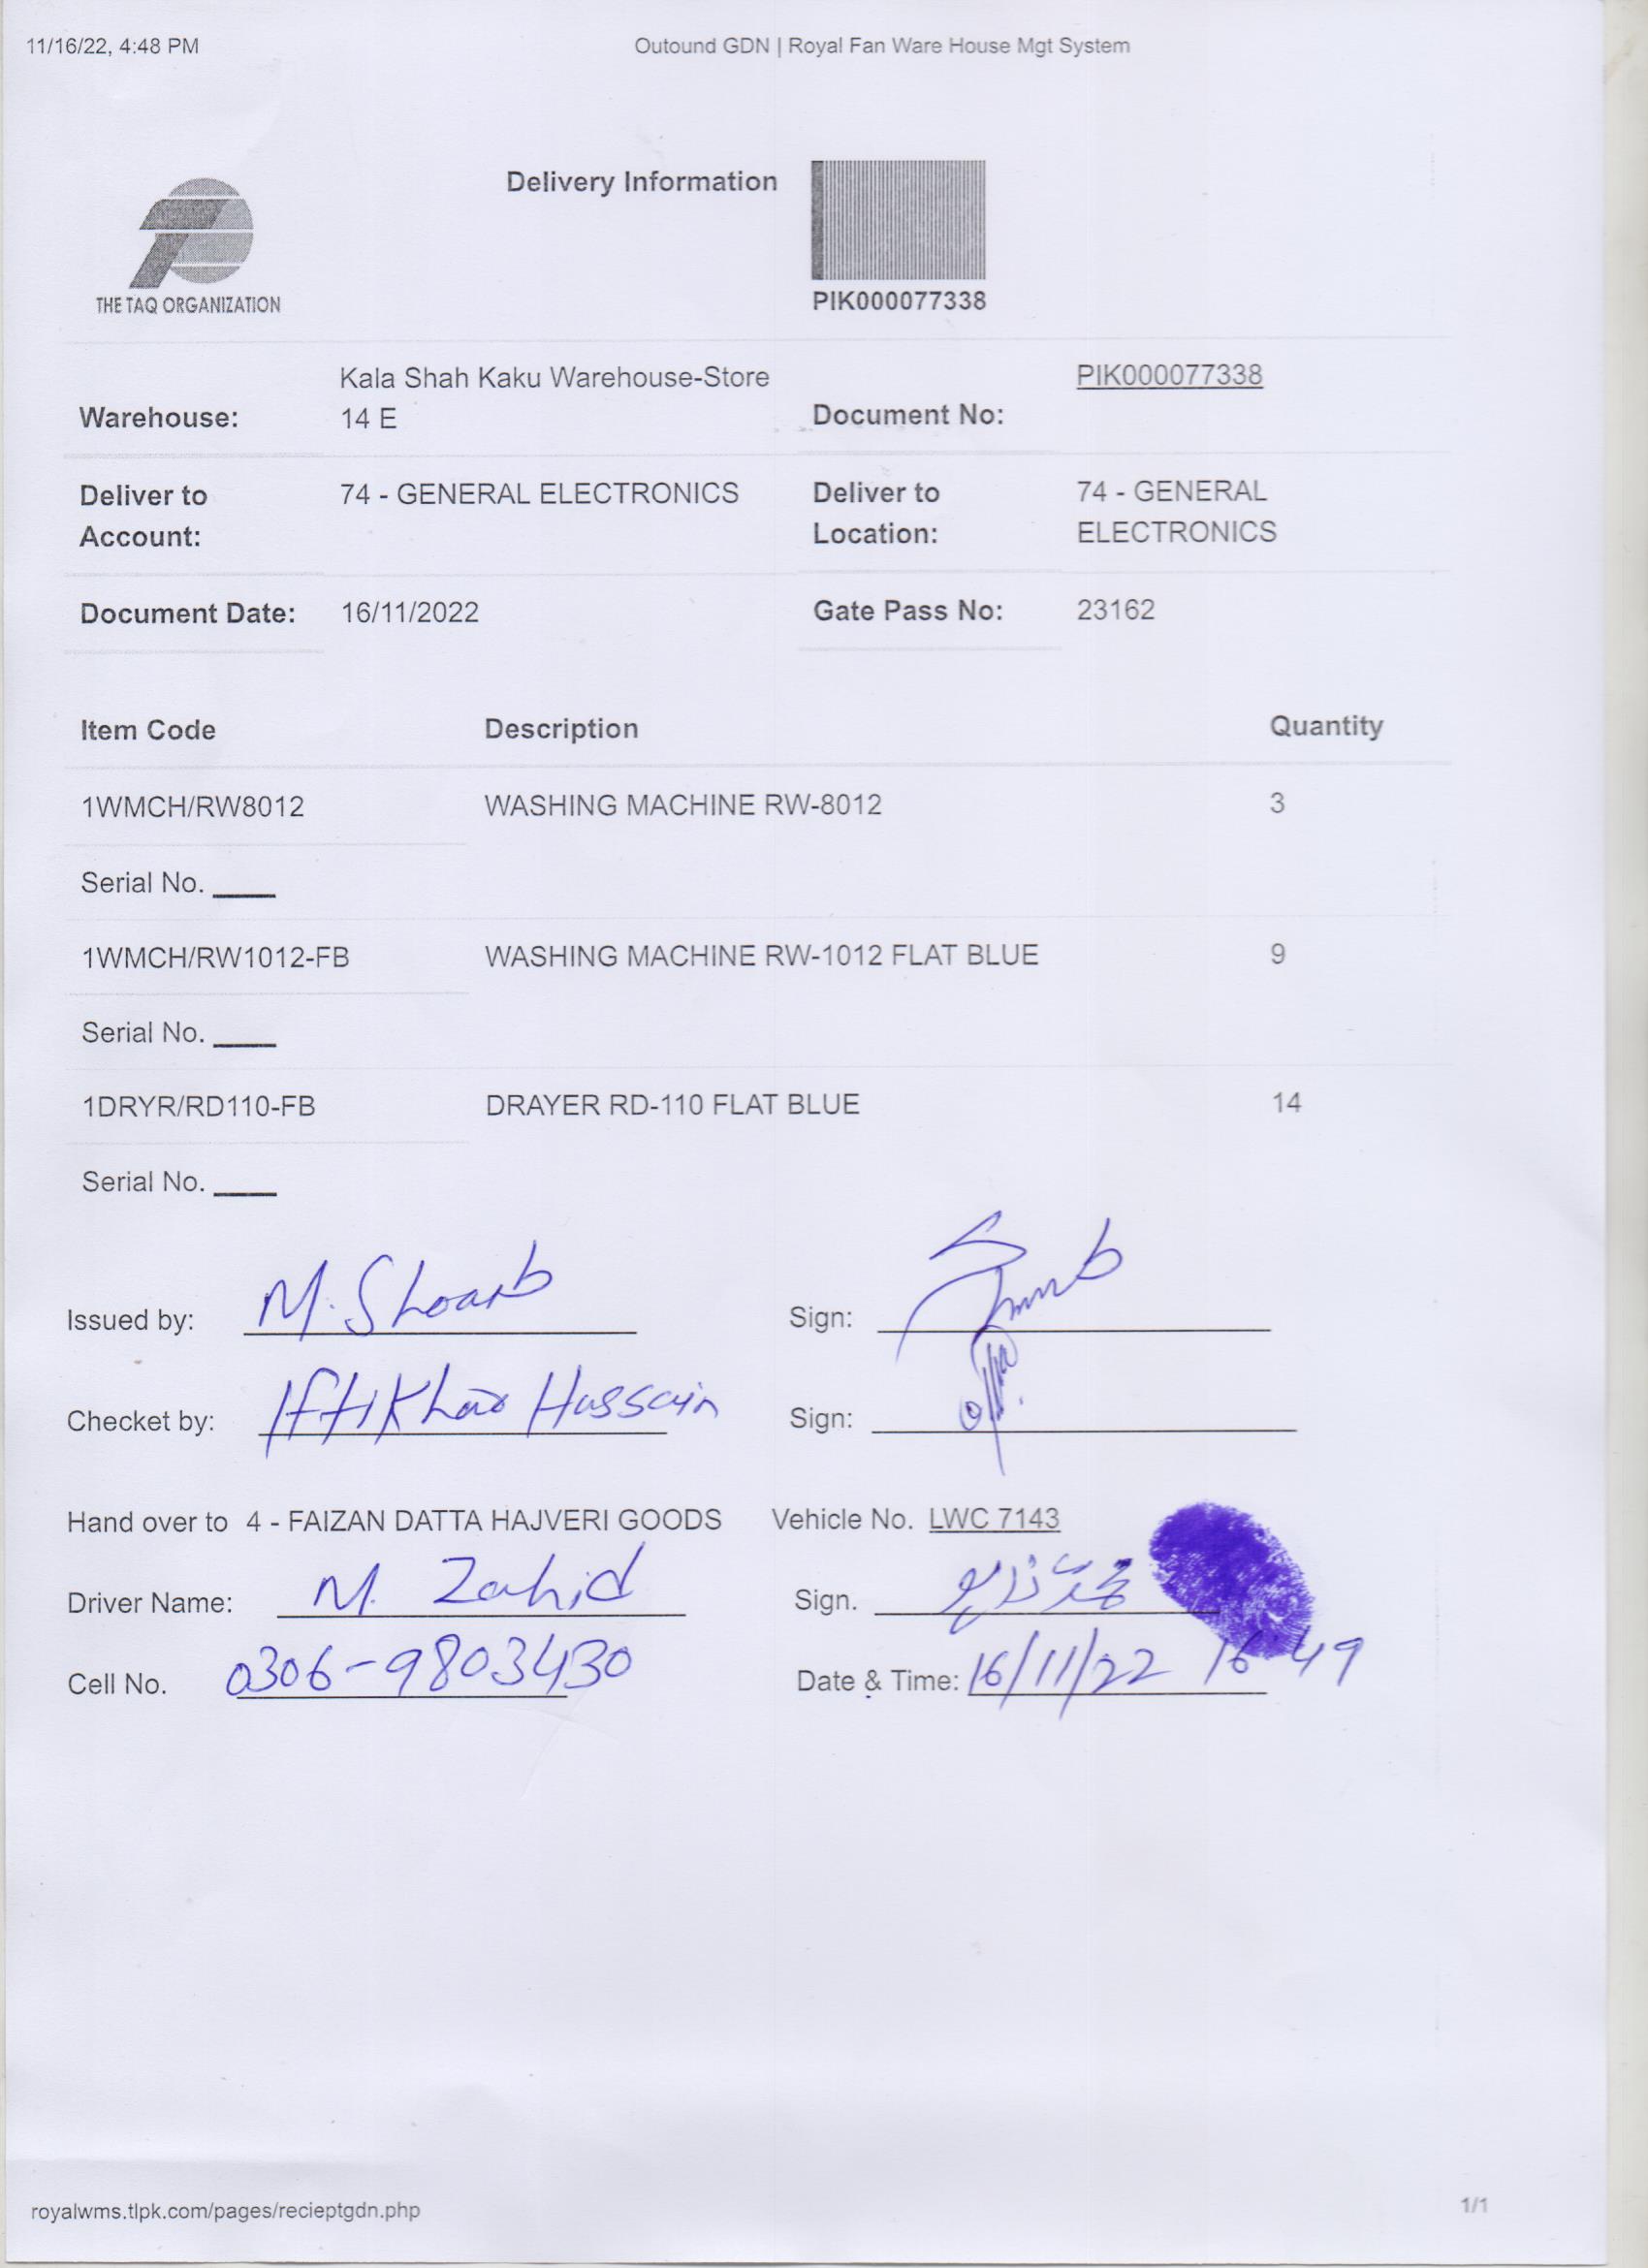 11/16/22, 4:48 PM Outound GDN | Royal Fan Ware House Mgt System
Delivery Information
THE TAQ ORGANIZATION
PIK000077338
Warehouse: Kala Shah Kaku Warehouse-Store 14 E Document No: PIK000077338
Deliver to Account: 74 - GENERAL ELECTRONICS Deliver to Location: 74 - GENERAL ELECTRONICS
Document Date: 16/11/2022 Gate Pass No: 23162
Item Code Description Quantity
1WMCH/RW8012 WASHING MACHINE RW-8012 3
Serial No. ____
1WMCH/RW1012-FB WASHING MACHINE RW-1012 FLAT BLUE 9
Serial No. ____
1DRYR/RD110-FB DRAYER RD-110 FLAT BLUE 14
Serial No. ____
Issued by: M. Shoaib Sign:
Checket by: Iftikhar Hussain Sign:
Hand over to 4 - FAIZAN DATTA HAJVERI GOODS Vehicle No. LWC 7143
Driver Name: M. Zahid Sign.
Cell No. 0306-9803430 Date & Time: 16/11/22 16 49
royalwms.tlpk.com/pages/recieptgdn.php 1/1